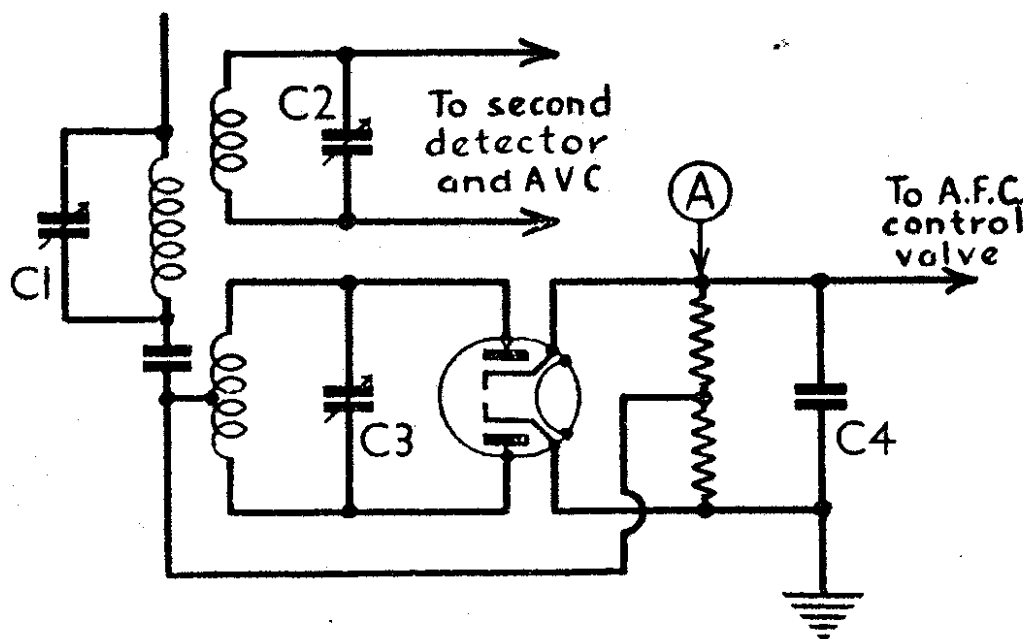 C2
To second
detector
and AVC
A
To A.F.C.
control
valve
C1
C3
C4